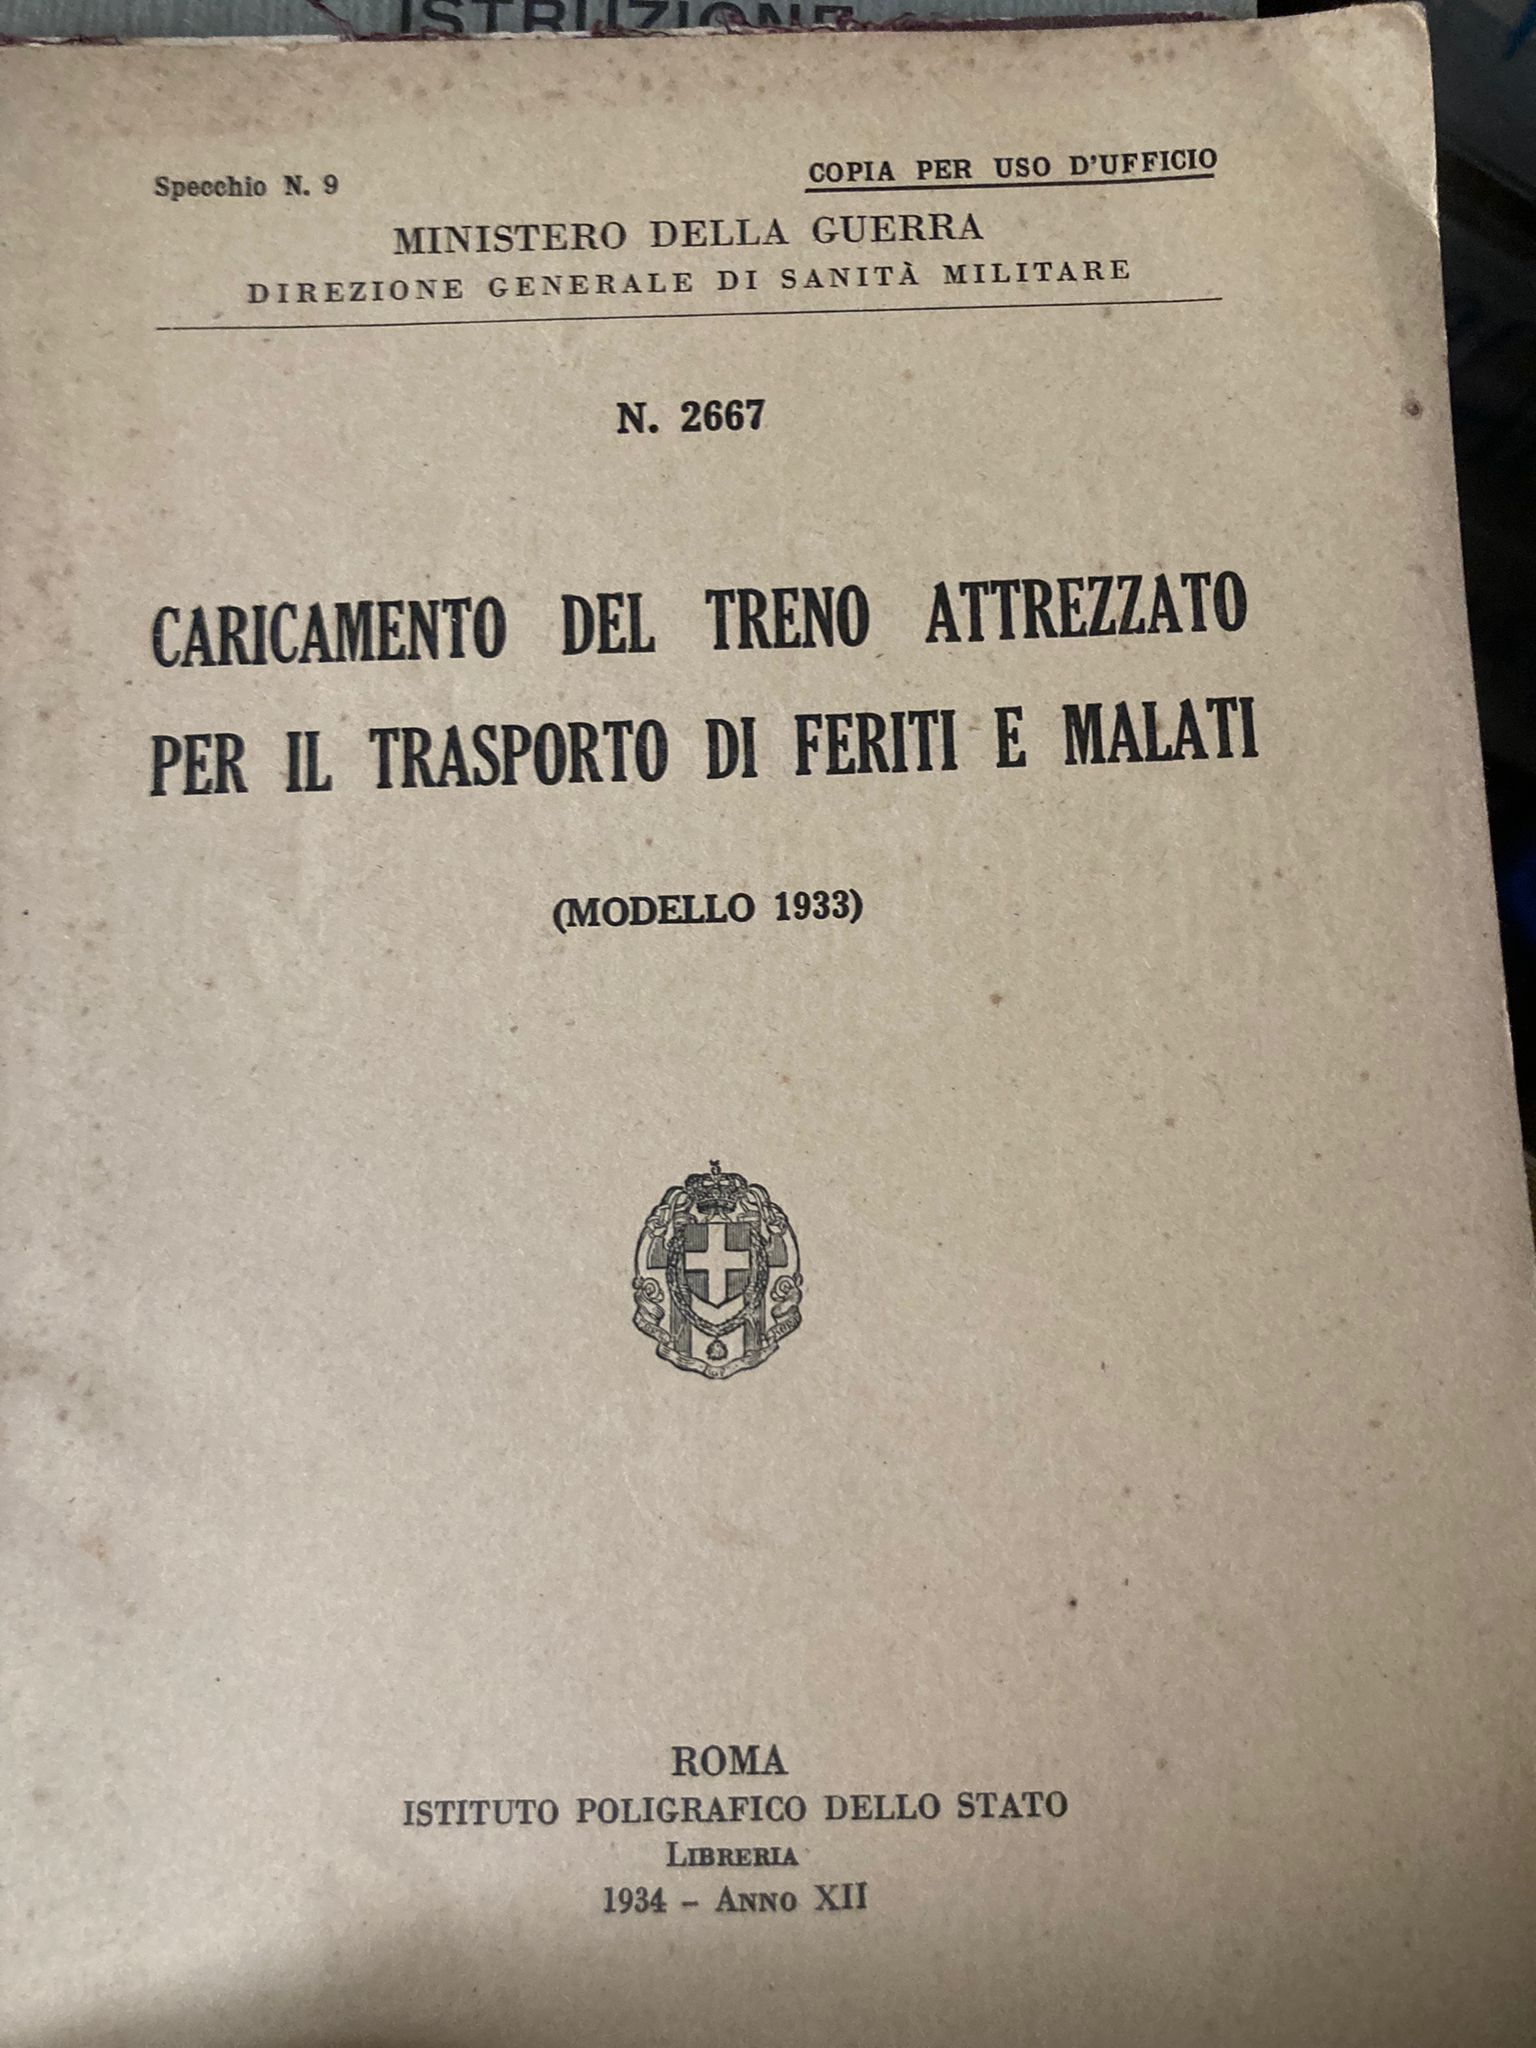 ISTRUZIONE
Specchio N. 9
COPIA PER USO D'UFFICIO
MINISTERO DELLA GUERRA
DIREZIONE GENERALE DI SANITÀ MILITARE
N. 2667
CARICAMENTO DEL TRENO ATTREZZATO
PER IL TRASPORTO DI FERITI E MALATI
(MODELLO 1933)
ROMA
ISTITUTO POLIGRAFICO DELLO STATO
LIBRERIA
1934 - ANNO XII